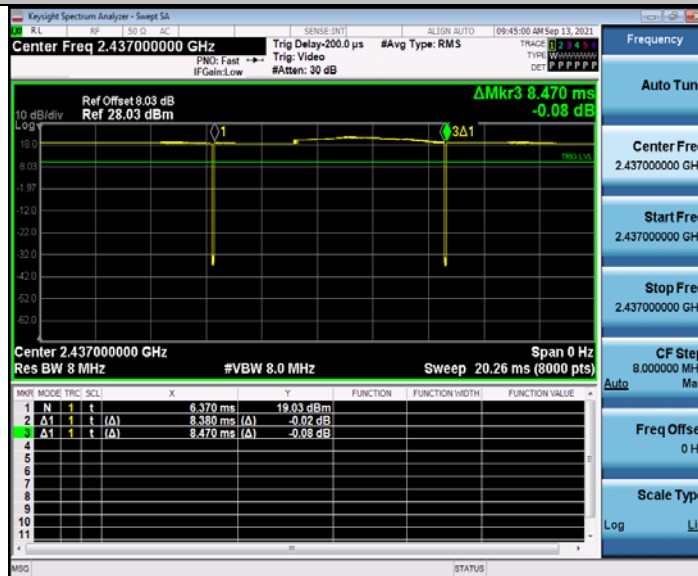 Keysight Spectrum Analyzer - Swept SA
RL RF 50 Ω AC SENSE:INT ALIGN AUTO 09:45:00 AM Sep 13, 2021
Center Freq 2.437000000 GHz
PNO: Fast
IFGain:Low
Trig Delay-200.0 µs
Trig: Video
#Atten: 30 dB
#Avg Type: RMS
TRACE 1 2 3 4 5 6
TYPE WWWWWW
DET P P P P P P
ΔMkr3 8.470 ms
-0.08 dB
Ref Offset 8.03 dB
10 dB/div Ref 28.03 dBm
Log
1
3Δ1
18.0
TRIG LVL
8.03
-1.97
-12.0
-22.0
-32.0
-42.0
-52.0
-62.0
Center 2.437000000 GHz Span 0 Hz
Res BW 8 MHz #VBW 8.0 MHz Sweep 20.26 ms (8000 pts)
MKR MODE TRC SCL X Y FUNCTION FUNCTION WIDTH FUNCTION VALUE
1 N 1 t 6.370 ms 19.03 dBm
2 Δ1 1 t (Δ) 8.380 ms (Δ) -0.02 dB
3 Δ1 1 t (Δ) 8.470 ms (Δ) -0.08 dB
4
5
6
7
8
9
10
11
MSG STATUS
Frequency
Auto Tun
Center Fre
2.437000000 GH
Start Fre
2.437000000 GH
Stop Fre
2.437000000 GH
CF Step
8.000000 MH
Auto Ma
Freq Offse
0 H
Scale Typ
Log Li